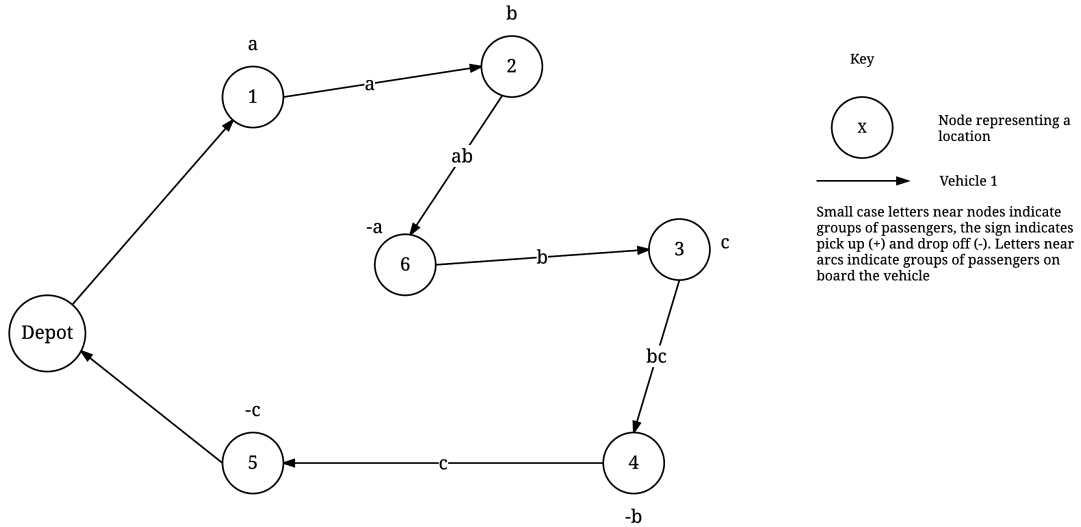 b
a
2
1
a
ab
-a
6
b
3
c
Depot
bc
-c
5
c
4
-b
Key
x
Node representing a
location
Vehicle 1
Small case letters near nodes indicate
groups of passengers, the sign indicates
pick up (+) and drop off (-). Letters near
arcs indicate groups of passengers on
board the vehicle